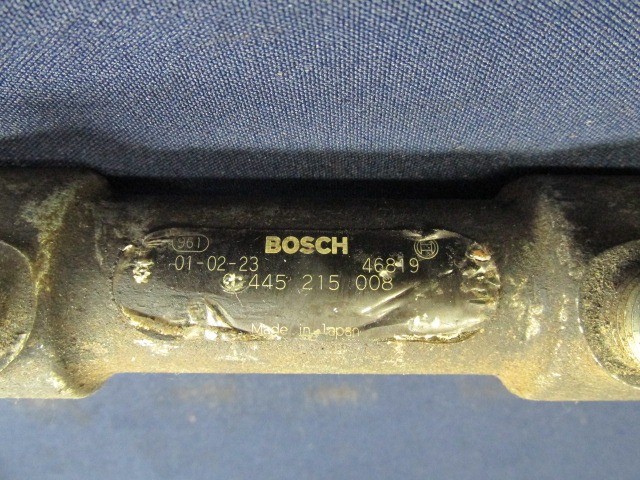 961 BOSCH
01-02-23 46819
445 215 008
Made in Japan